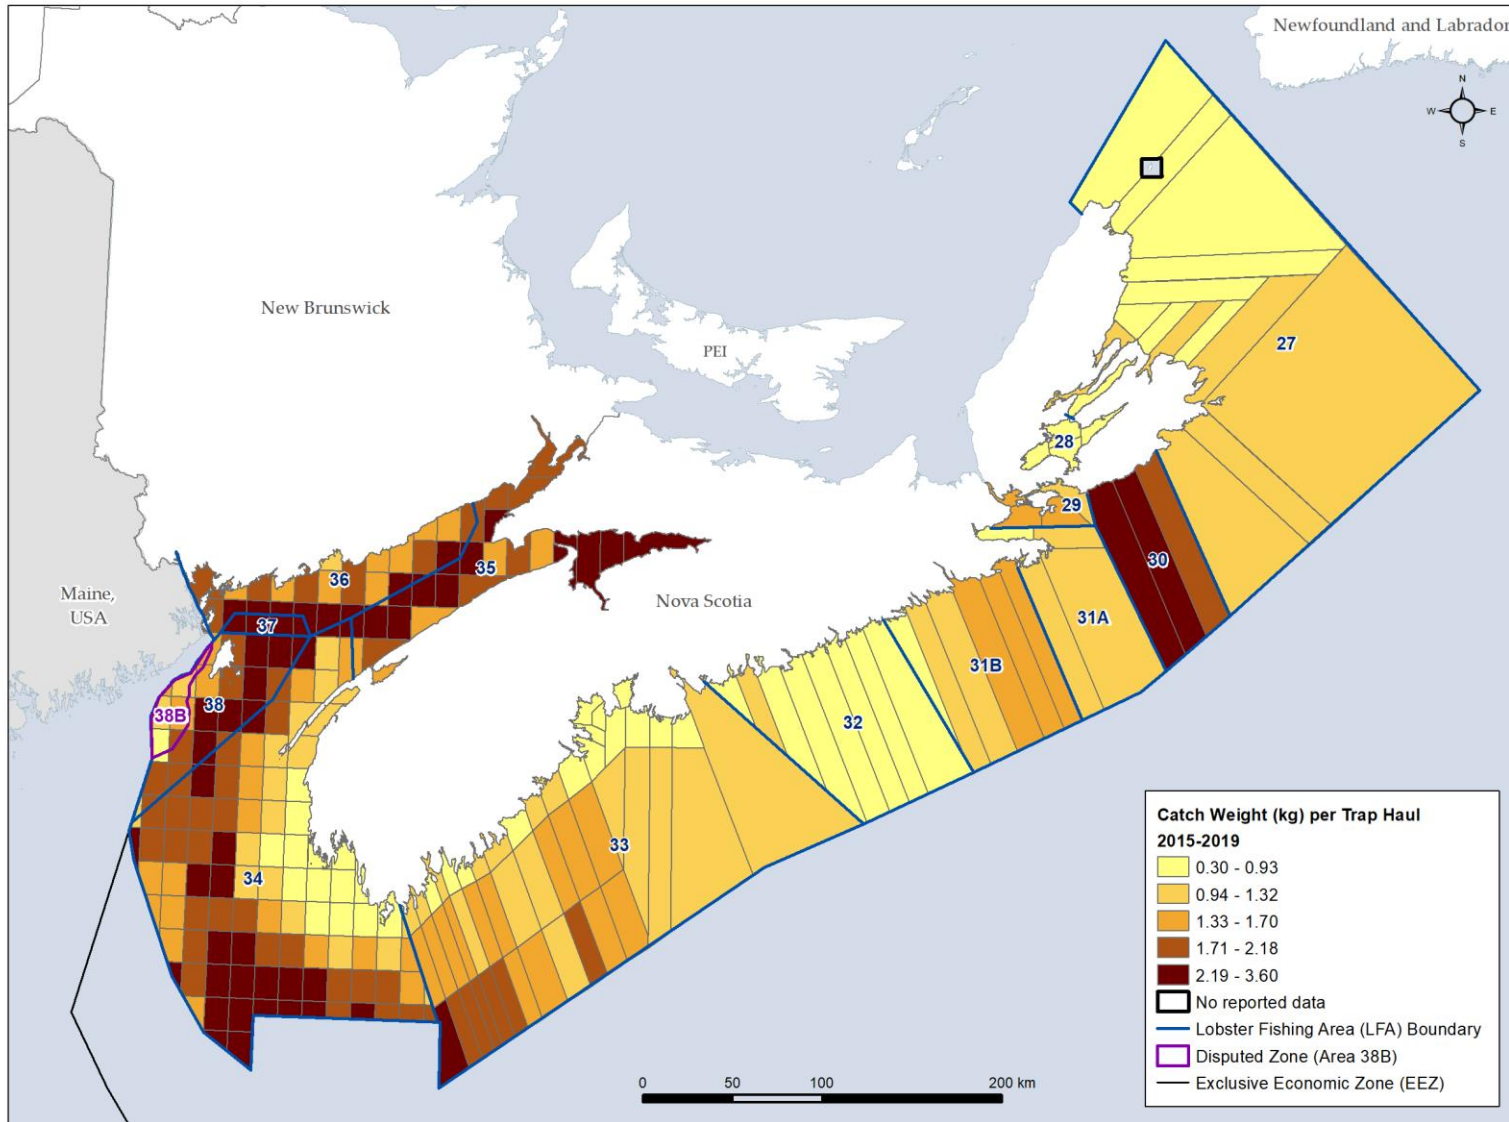 Newfoundland and Labrador
N
W
E
S
New Brunswick
PEI
27
28
29
30
35
36
Maine,
USA
Nova Scotia
37
31A
31B
38
38B
32
33
34
Catch Weight (kg) per Trap Haul
2015-2019
0.30 - 0.93
0.94 - 1.32
1.33 - 1.70
1.71 - 2.18
2.19 - 3.60
No reported data
Lobster Fishing Area (LFA) Boundary
Disputed Zone (Area 38B)
Exclusive Economic Zone (EEZ)
0 50 100 200 km